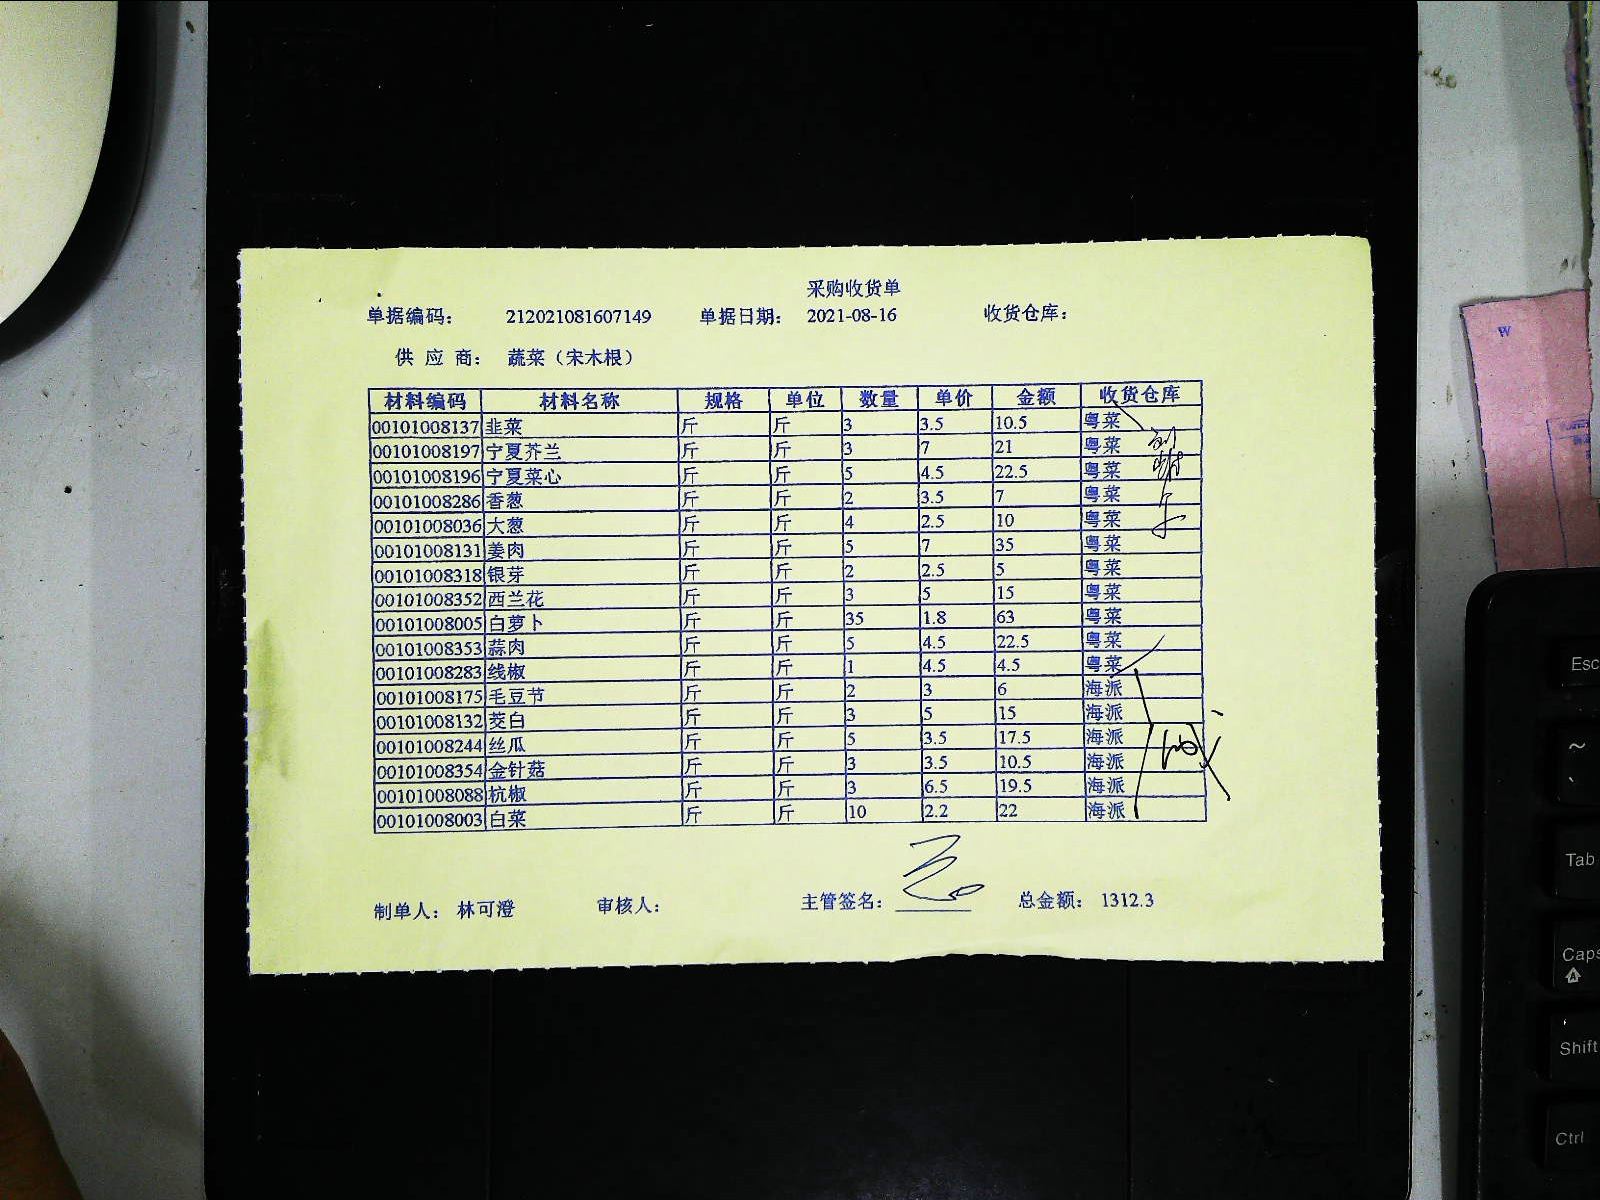 采购收货单
单据编码： 212021081607149 单据日期： 2021-08-16 收货仓库：
供 应 商： 蔬菜（宋木根）
材料编码 材料名称 规格 单位 数量 单价 金额 收货仓库
00101008137 韭菜 斤 斤 3 3.5 10.5 粤菜
00101008197 宁夏芥兰 斤 斤 3 7 21 粤菜
00101008196 宁夏菜心 斤 斤 5 4.5 22.5 粤菜
00101008286 香葱 斤 斤 2 3.5 7 粤菜
00101008036 大葱 斤 斤 4 2.5 10 粤菜
00101008131 姜肉 斤 斤 5 7 35 粤菜
00101008318 银芽 斤 斤 2 2.5 5 粤菜
00101008352 西兰花 斤 斤 3 5 15 粤菜
00101008005 白萝卜 斤 斤 35 1.8 63 粤菜
00101008353 蒜肉 斤 斤 5 4.5 22.5 粤菜
00101008283 线椒 斤 斤 1 4.5 4.5 粤菜
00101008175 毛豆节 斤 斤 2 3 6 海派
00101008132 茭白 斤 斤 3 5 15 海派
00101008244 丝瓜 斤 斤 5 3.5 17.5 海派
00101008354 金针菇 斤 斤 3 3.5 10.5 海派
00101008088 杭椒 斤 斤 3 6.5 19.5 海派
00101008003 白菜 斤 斤 10 2.2 22 海派
制单人： 林可澄 审核人： 主管签名： 总金额： 1312.3
W
Esc
~
Tab
Caps
Shift
Ctrl